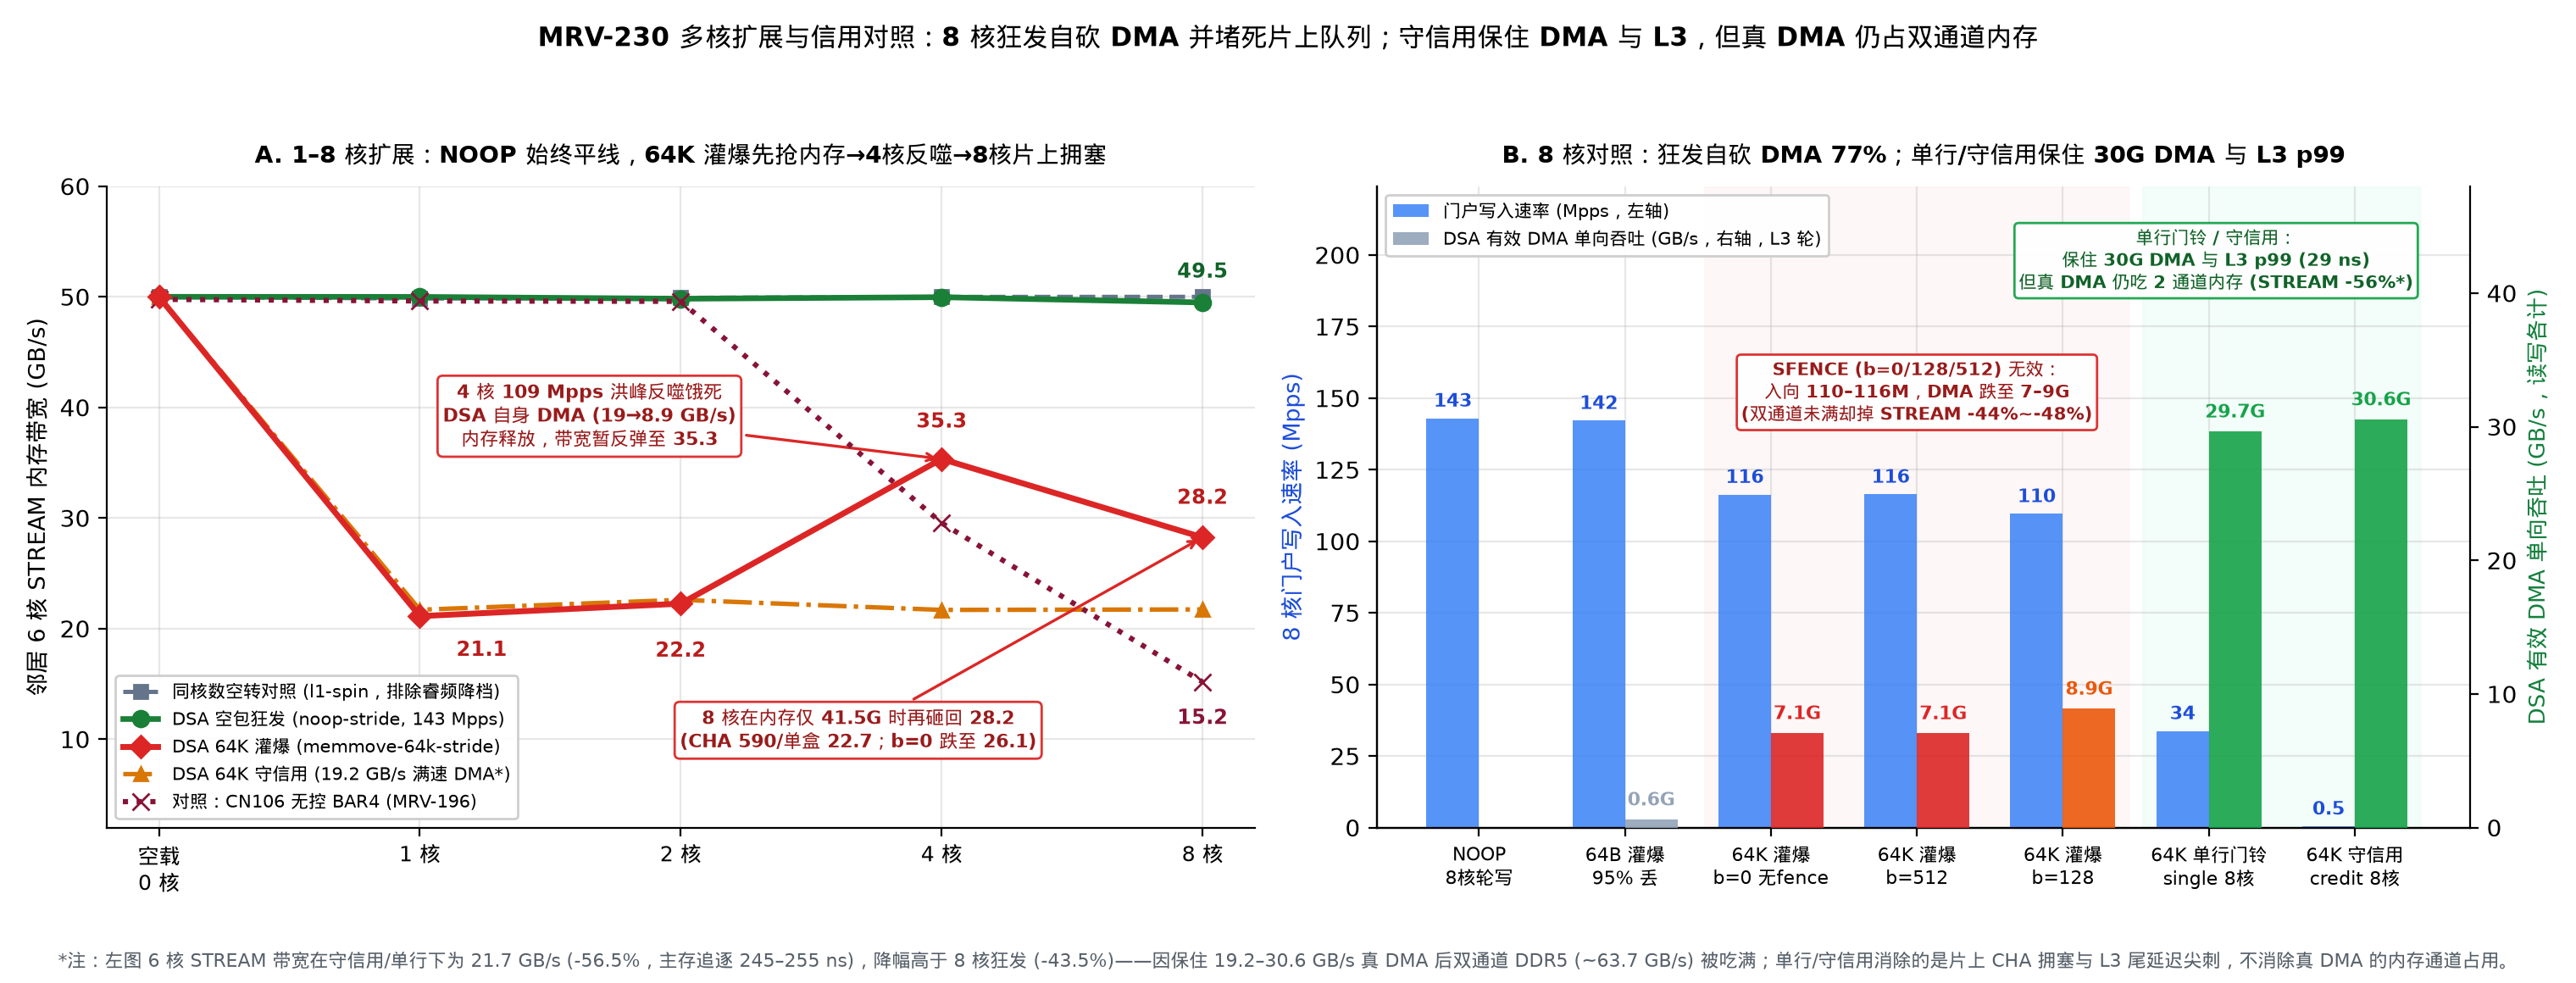 MRV-230 多核扩展与信用对照：8 核狂发自砍 DMA 并堵死片上队列；守信用保住 DMA 与 L3，但真 DMA 仍占双通道内存
A. 1–8 核扩展：NOOP 始终平线，64K 灌爆先抢内存→4核反噬→8核片上拥塞
邻居 6 核 STREAM 内存带宽 (GB/s)
60
50
40
30
20
10
49.5
35.3
28.2
21.1
22.2
15.2
4 核 109 Mpps 洪峰反噬饿死
DSA 自身 DMA (19→8.9 GB/s)
内存释放，带宽暂反弹至 35.3
8 核在内存仅 41.5G 时再砸回 28.2
(CHA 590/单盒 22.7；b=0 跌至 26.1)
同核数空转对照 (l1-spin，排除睿频降档)
DSA 空包狂发 (noop-stride, 143 Mpps)
DSA 64K 灌爆 (memmove-64k-stride)
DSA 64K 守信用 (19.2 GB/s 满速 DMA*)
对照：CN106 无控 BAR4 (MRV-196)
空载
0 核
1 核
2 核
4 核
8 核
B. 8 核对照：狂发自砍 DMA 77%；单行/守信用保住 30G DMA 与 L3 p99
8 核门户写入速率 (Mpps)
200
175
150
125
100
75
50
25
0
门户写入速率 (Mpps，左轴)
DSA 有效 DMA 单向吞吐 (GB/s，右轴，L3 轮)
单行门铃 / 守信用：
保住 30G DMA 与 L3 p99 (29 ns)
但真 DMA 仍吃 2 通道内存 (STREAM -56%*)
SFENCE (b=0/128/512) 无效：
入向 110–116M，DMA 跌至 7–9G
(双通道未满却掉 STREAM -44%~-48%)
143
142
116
116
110
34
0.5
0.6G
7.1G
7.1G
8.9G
29.7G
30.6G
NOOP
8核轮写
64B 灌爆
95% 丢
64K 灌爆
b=0 无fence
64K 灌爆
b=512
64K 灌爆
b=128
64K 单行门铃
single 8核
64K 守信用
credit 8核
40
30
20
10
0
DSA 有效 DMA 单向吞吐 (GB/s，读写各计)
*注：左图 6 核 STREAM 带宽在守信用/单行下为 21.7 GB/s (-56.5%，主存追逐 245–255 ns)，降幅高于 8 核狂发 (-43.5%)——因保住 19.2–30.6 GB/s 真 DMA 后双通道 DDR5 (~63.7 GB/s) 被吃满；单行/守信用消除的是片上 CHA 拥塞与 L3 尾延迟尖刺，不消除真 DMA 的内存通道占用。